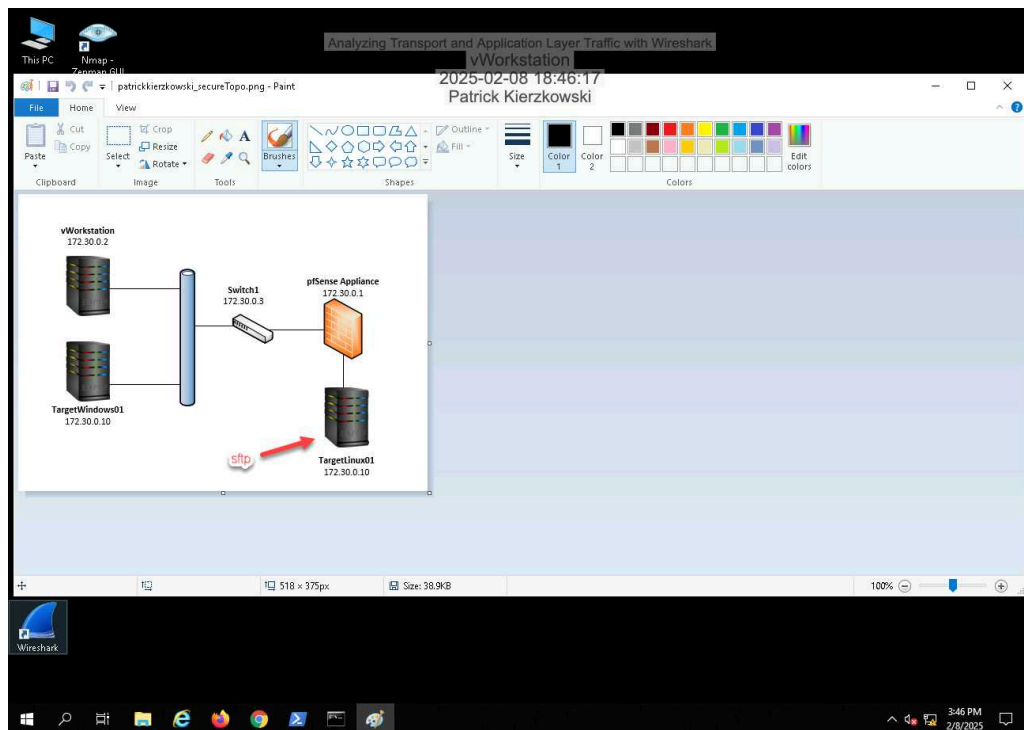 This PC
Nmap -
Zenmap GUI
Analyzing Transport and Application Layer Traffic with Wireshark
vWorkstation
2025-02-08 18:46:17
Patrick Kierzkowski
patrickkierzkowski_secureTopo.png - Paint
File Home View
Paste
Cut
Copy
Clipboard
Select
Crop
Resize
Rotate
Image
A
Tools
Brushes
Outline
Fill
Shapes
Size
Color
1
Color
2
Edit
colors
Colors
vWorkstation
172.30.0.2
Switch1
172.30.0.3
pfSense Appliance
172.30.0.1
TargetWindows01
172.30.0.10
sftp
TargetLinux01
172.30.0.10
518 × 375px
Size: 38.9KB
100%
Wireshark
3:46 PM
2/8/2025